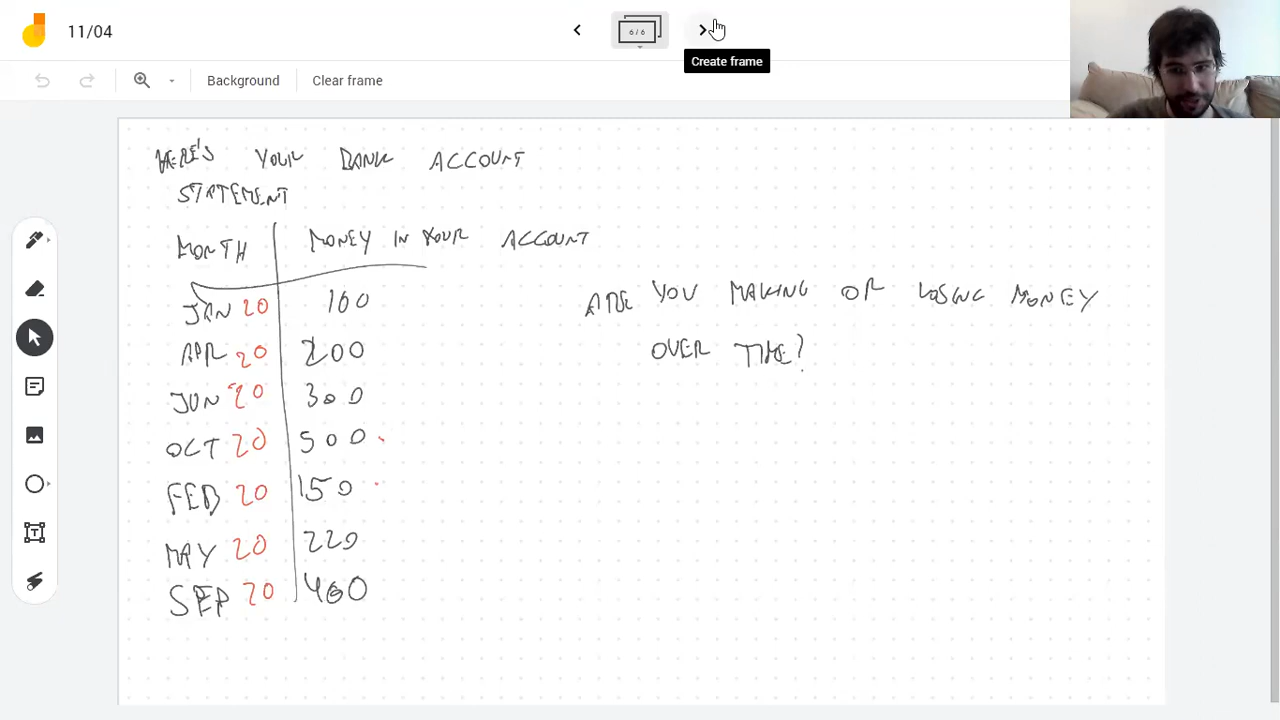 11/04
6/6
Create frame
Background
Clear frame
HERE'S YOUR BANK ACCOUNT
STATEMENT
MONTH MONEY IN YOUR ACCOUNT
JAN 20 100
APR 20 200
JUN 20 300
OCT 20 500
FEB 20 150
MAY 20 220
SEP 20 460
ARE YOU MAKING OR LOSING MONEY
OVER TIME?